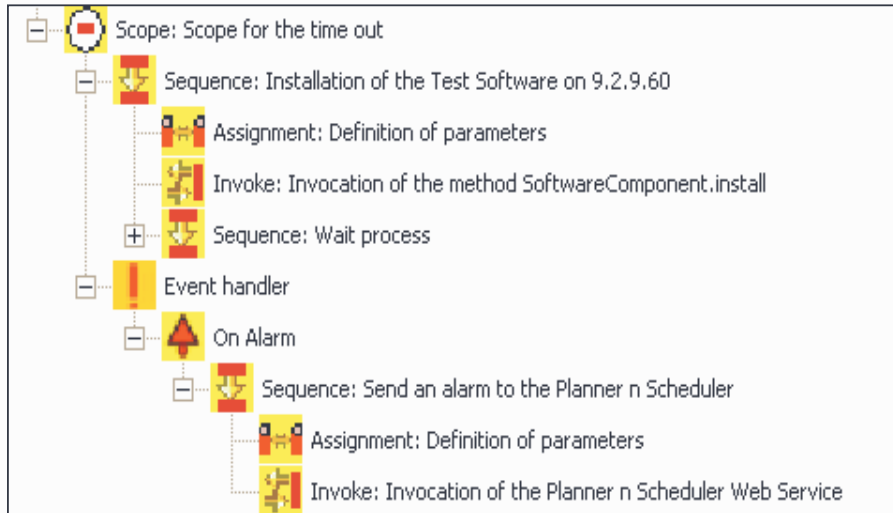 Scope: Scope for the time out
Sequence: Installation of the Test Software on 9.2.9.60
Assignment: Definition of parameters
Invoke: Invocation of the method SoftwareComponent.install
Sequence: Wait process
Event handler
On Alarm
Sequence: Send an alarm to the Planner n Scheduler
Assignment: Definition of parameters
Invoke: Invocation of the Planner n Scheduler Web Service